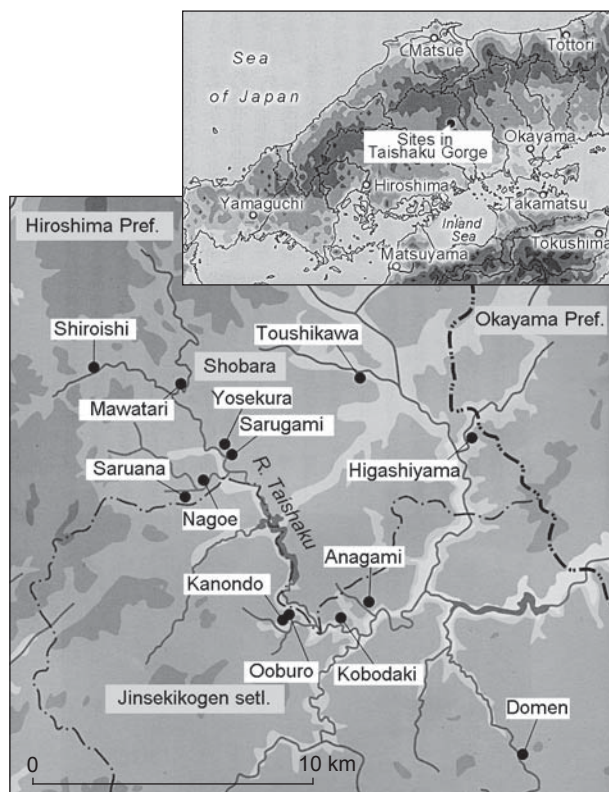 Sea
of Japan
Matsue
Tottori
Sites in
Taishaku Gorge
Okayama
Hiroshima
Yamaguchi
Takamatsu
Inland
Sea
Tokushima
Matsuyama
Hiroshima Pref.
Okayama Pref.
Shiroishi
Toushikawa
Shobara
Mawatari
Yosekura
Sarugami
Higashiyama
Saruana
Nagoe
R. Taishaku
Anagami
Kanondo
Ooburo
Kobodaki
Jinsekikogen setl.
Domen
0 10 km